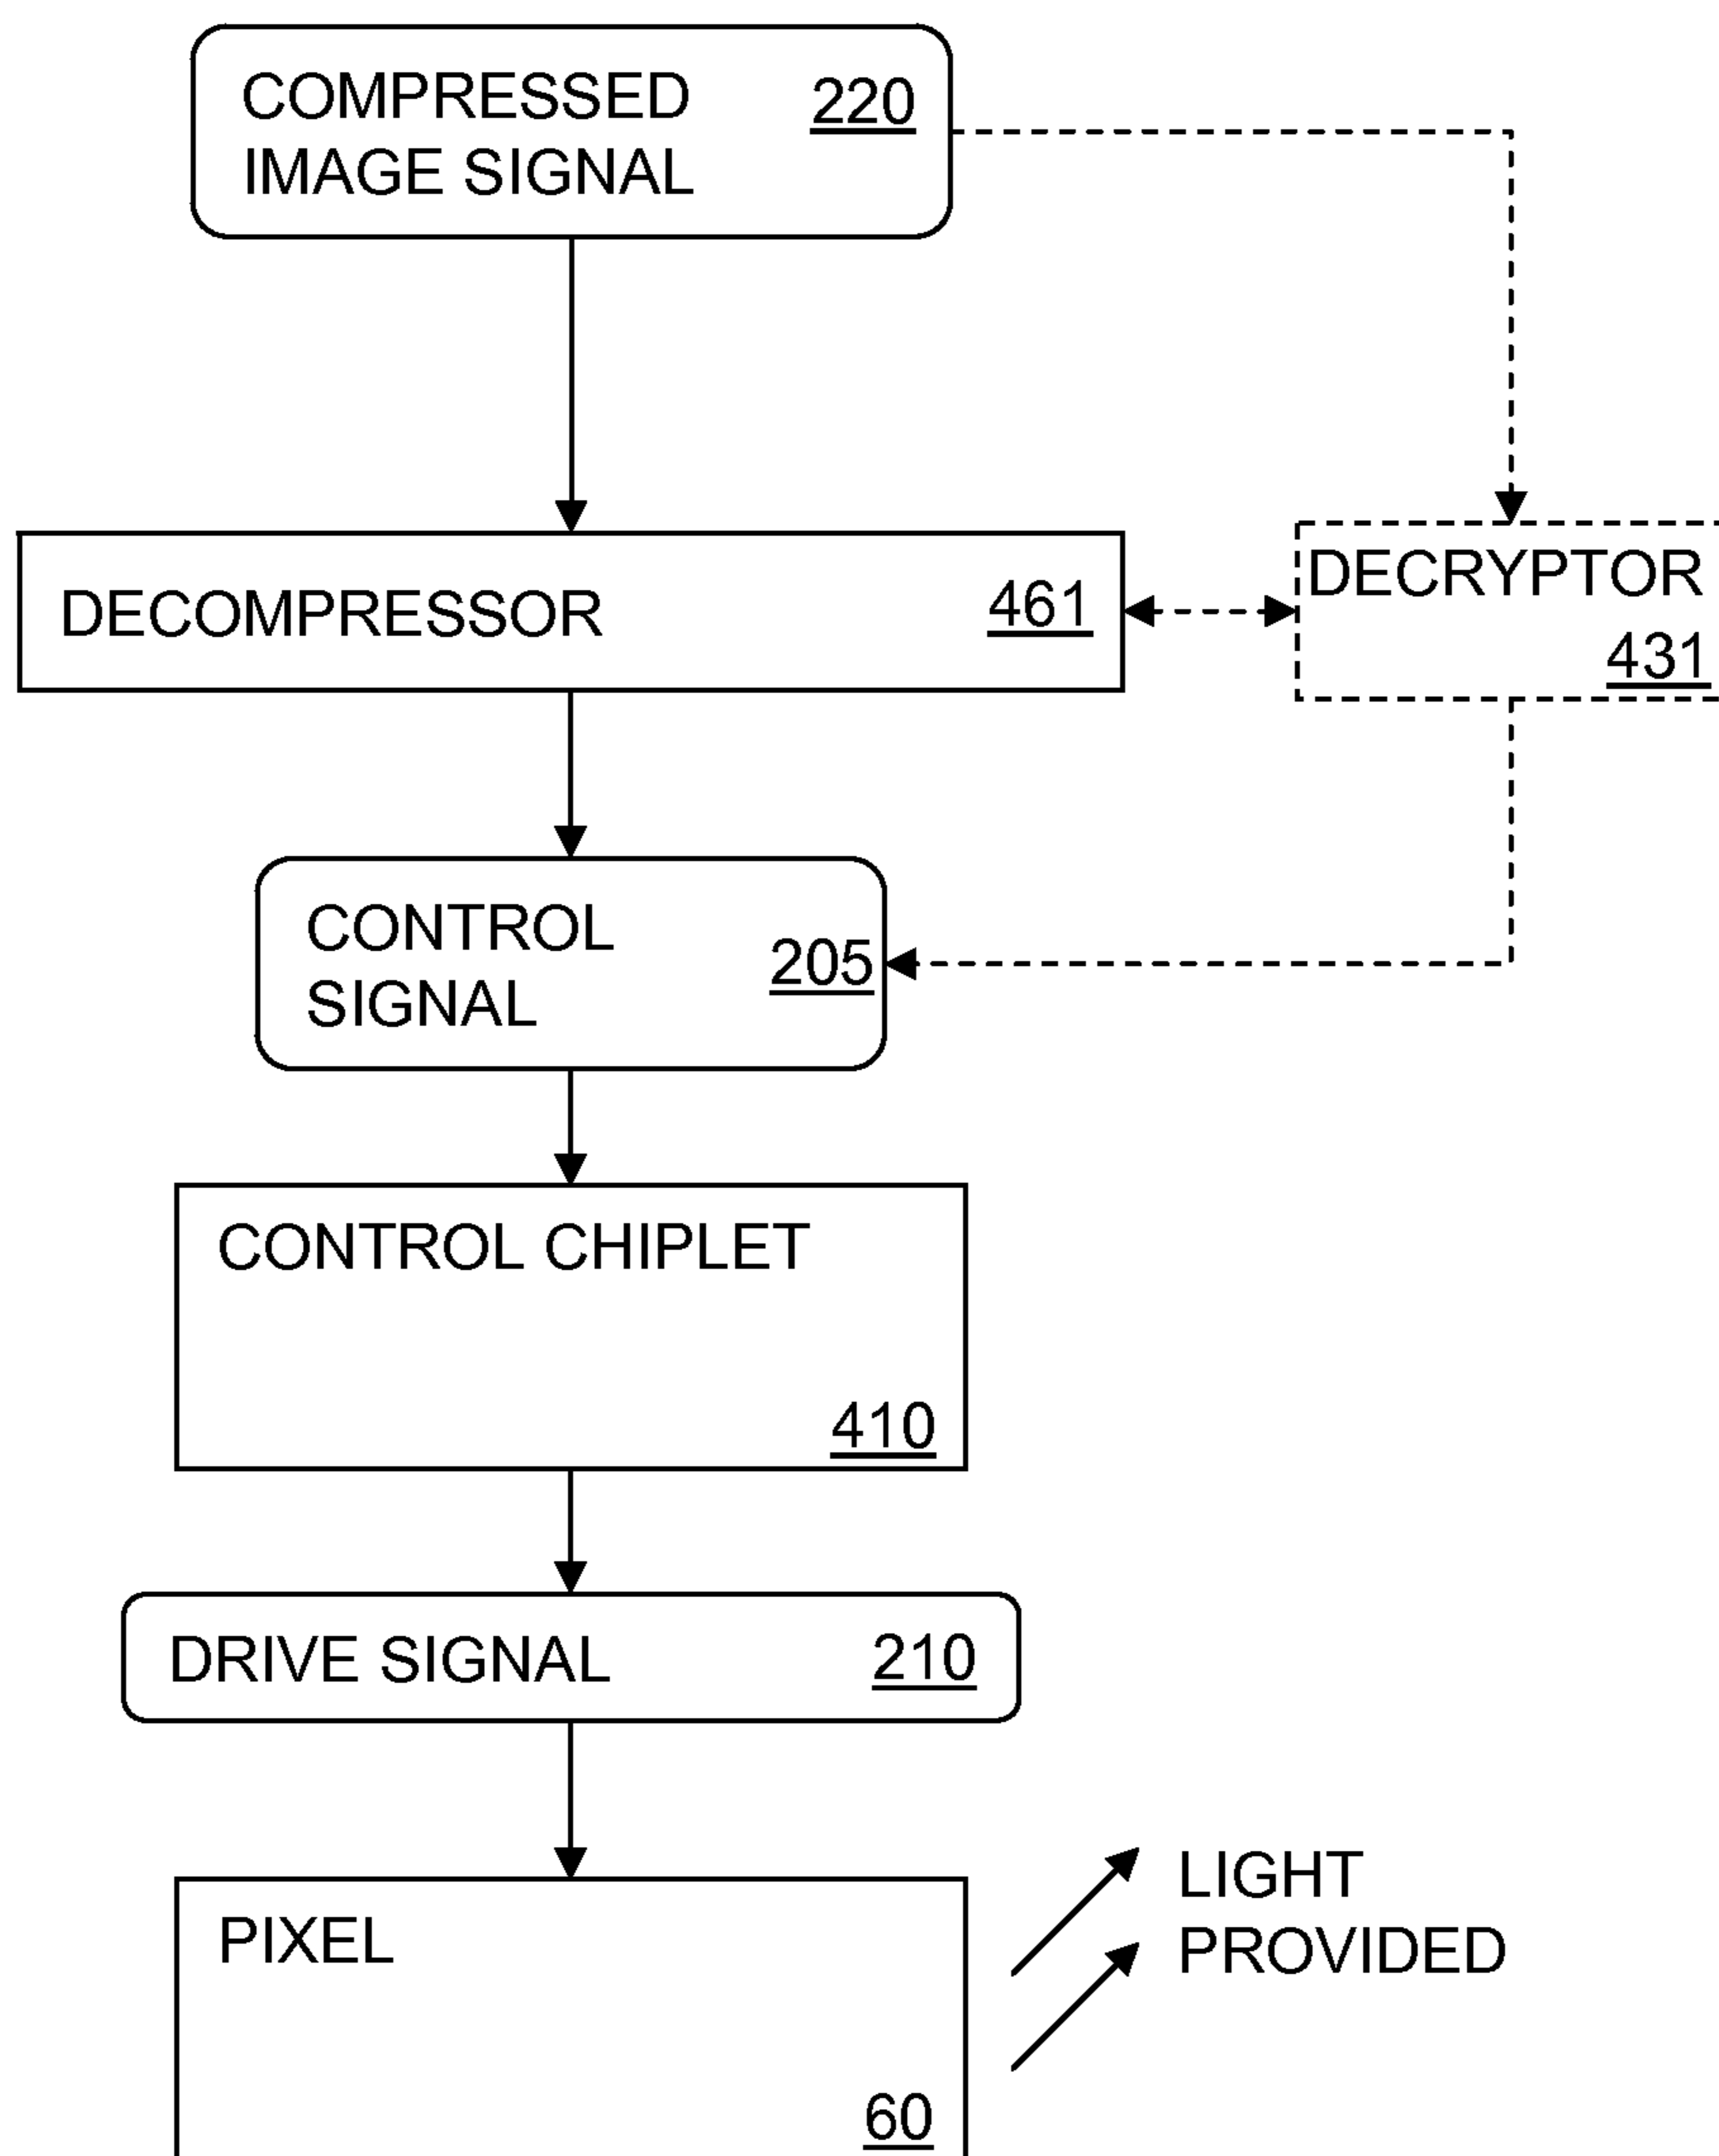 COMPRESSED 220
IMAGE SIGNAL
DECOMPRESSOR 461
DECRYPTOR
431
CONTROL 205
SIGNAL
CONTROL CHIPLET
410
DRIVE SIGNAL 210
LIGHT
PROVIDED
PIXEL
60